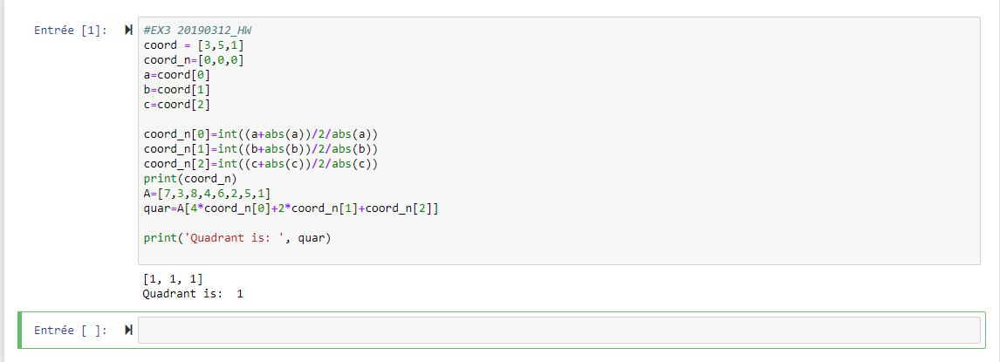 Entrée [1]: #EX3 20190312_HW
coord = [3,5,1]
coord_n=[0,0,0]
a=coord[0]
b=coord[1]
c=coord[2]
coord_n[0]=int((a+abs(a))/2/abs(a))
coord_n[1]=int((b+abs(b))/2/abs(b))
coord_n[2]=int((c+abs(c))/2/abs(c))
print(coord_n)
A=[7,3,8,4,6,2,5,1]
quar=A[4*coord_n[0]+2*coord_n[1]+coord_n[2]]
print('Quadrant is: ', quar)
[1, 1, 1]
Quadrant is:  1
Entrée [ ]: